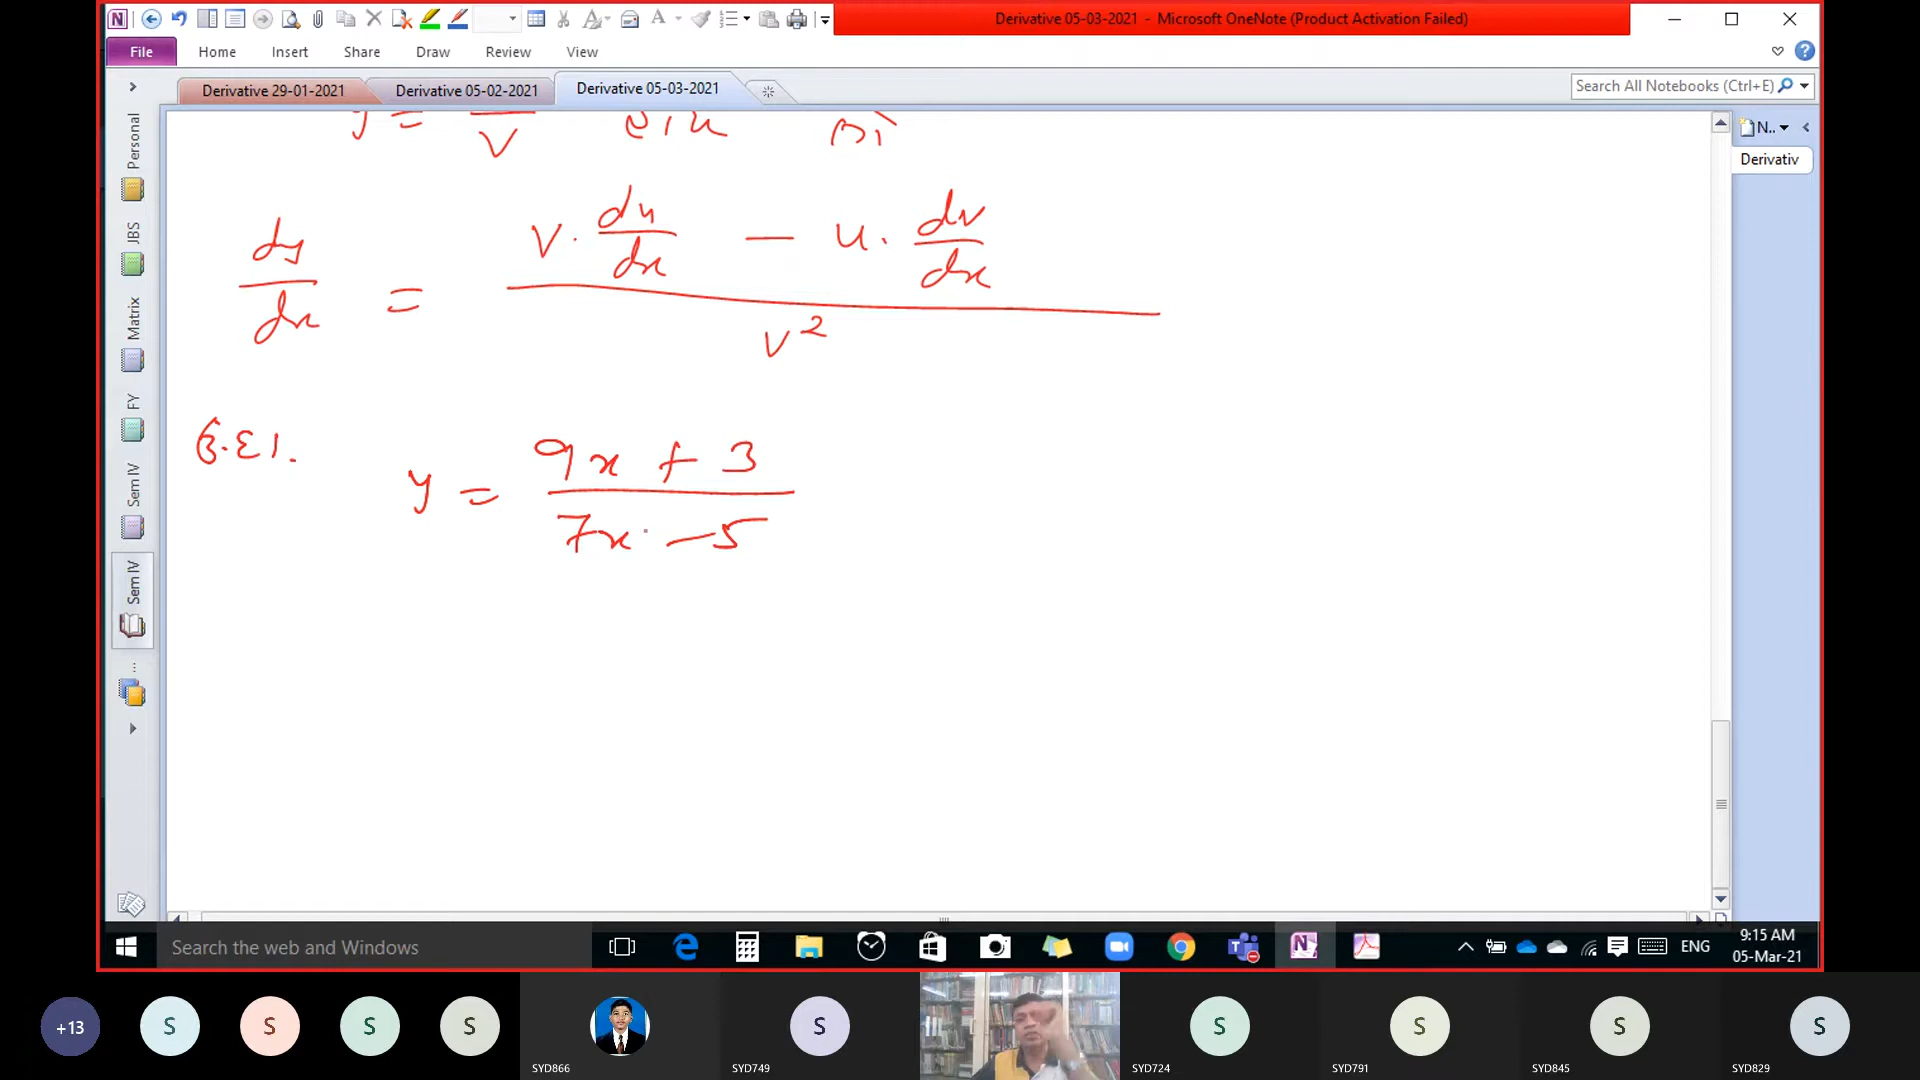 Derivative 05-03-2021 - Microsoft OneNote (Product Activation Failed)
File Home Insert Share Draw Review View
Derivative 29-01-2021 Derivative 05-02-2021 Derivative 05-03-2021
Search All Notebooks (Ctrl+E)
N..
Derivativ
Personal
JBS
Matrix
FY
Sem IV
Sem IV
...
y = V
dy/dx = (v · du/dx − u · dv/dx) / v²
y = (9x + 3) / (7x − 5)
Search the web and Windows
ENG
9:15 AM
05-Mar-21
+13 S S S S S S S S S
SYD866 SYD749 SYD724 SYD791 SYD845 SYD829